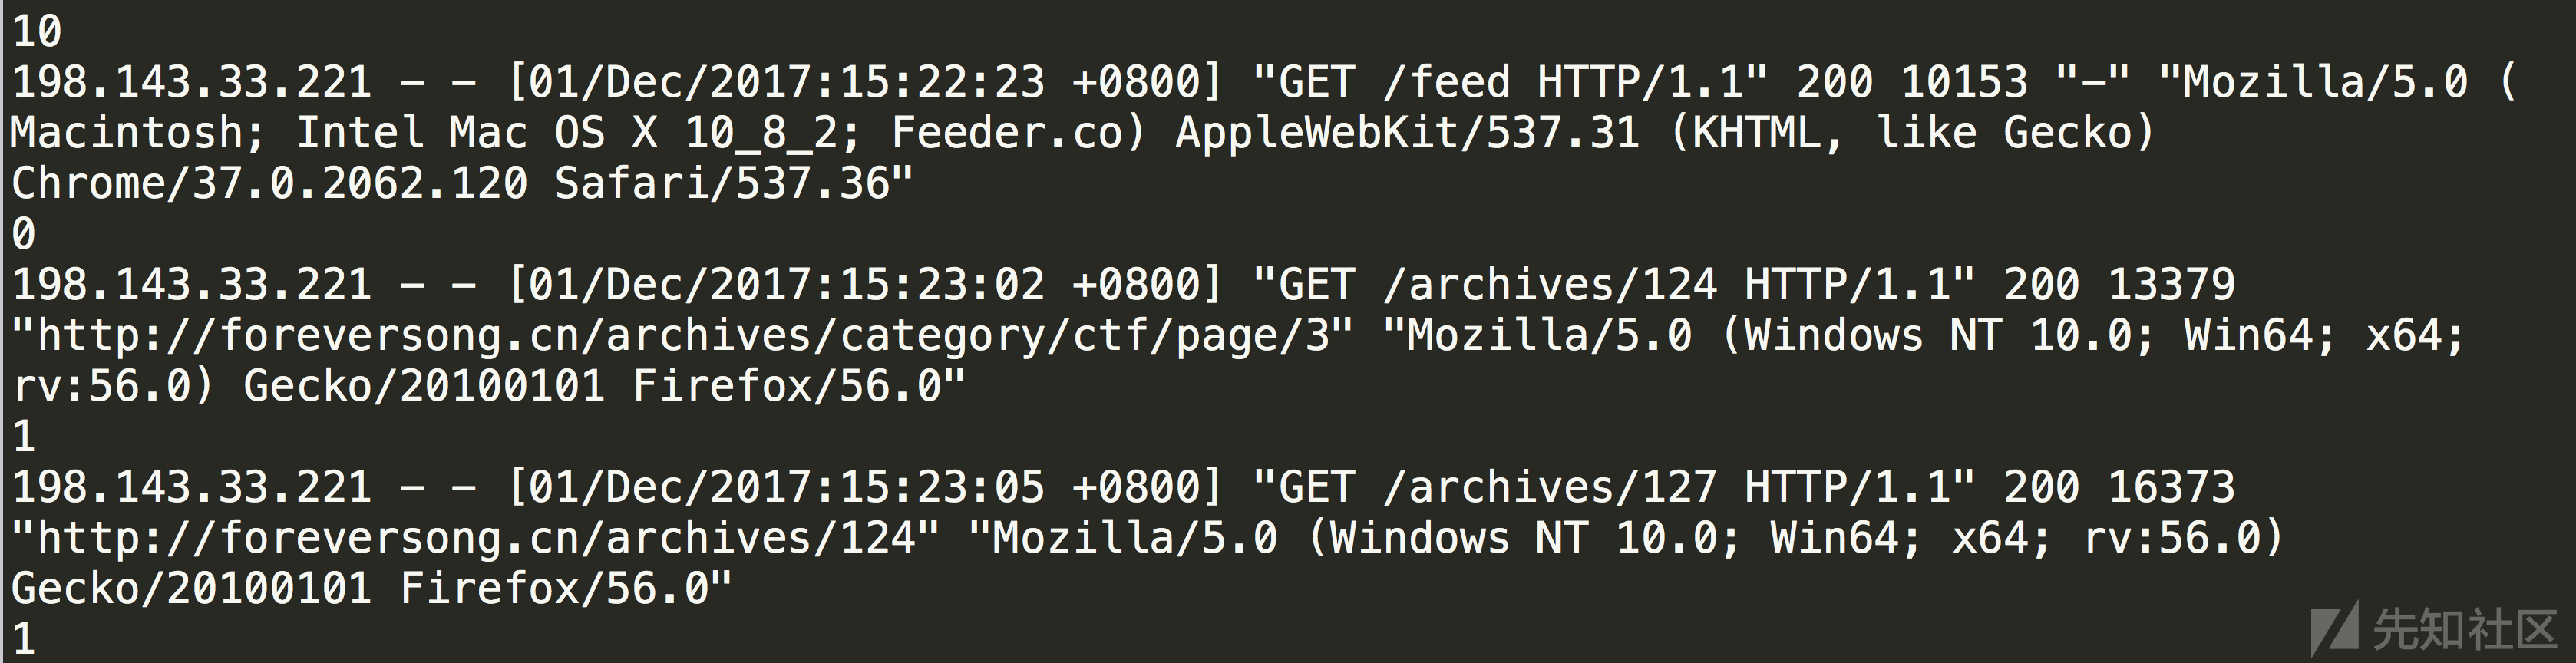 10
198.143.33.221 - - [01/Dec/2017:15:22:23 +0800] "GET /feed HTTP/1.1" 200 10153 "-" "Mozilla/5.0 (
Macintosh; Intel Mac OS X 10_8_2; Feeder.co) AppleWebKit/537.31 (KHTML, like Gecko)
Chrome/37.0.2062.120 Safari/537.36"
0
198.143.33.221 - - [01/Dec/2017:15:23:02 +0800] "GET /archives/124 HTTP/1.1" 200 13379
"http://foreversong.cn/archives/category/ctf/page/3" "Mozilla/5.0 (Windows NT 10.0; Win64; x64;
rv:56.0) Gecko/20100101 Firefox/56.0"
1
198.143.33.221 - - [01/Dec/2017:15:23:05 +0800] "GET /archives/127 HTTP/1.1" 200 16373
"http://foreversong.cn/archives/124" "Mozilla/5.0 (Windows NT 10.0; Win64; x64; rv:56.0)
Gecko/20100101 Firefox/56.0"
1
先知社区